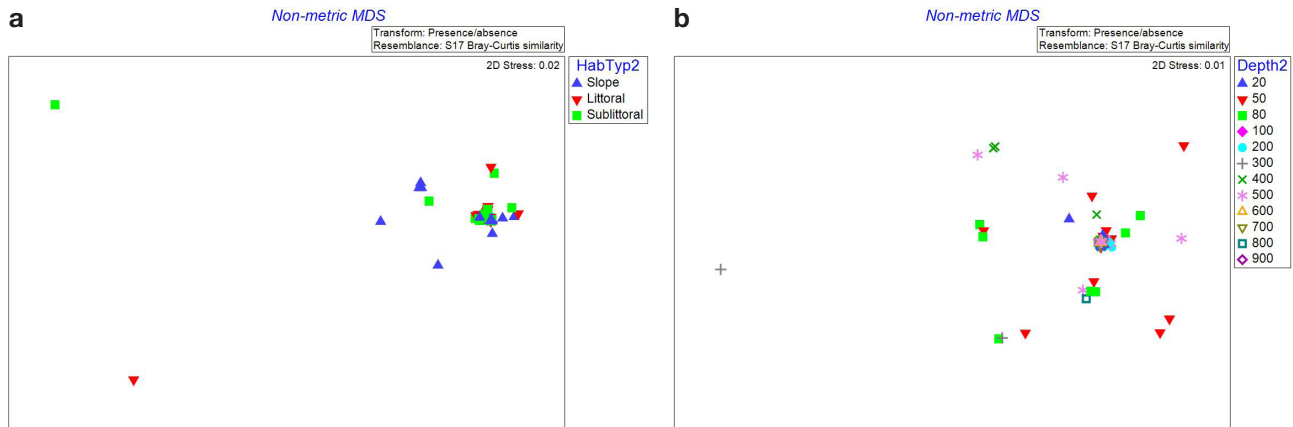 a
Non-metric MDS
Transform: Presence/absence
Resemblance: S17 Bray-Curtis similarity
2D Stress: 0.02
HabTyp2
Slope
Littoral
Sublittoral
b
Non-metric MDS
Transform: Presence/absence
Resemblance: S17 Bray-Curtis similarity
2D Stress: 0.01
Depth2
20
50
80
100
200
300
400
500
600
700
800
900